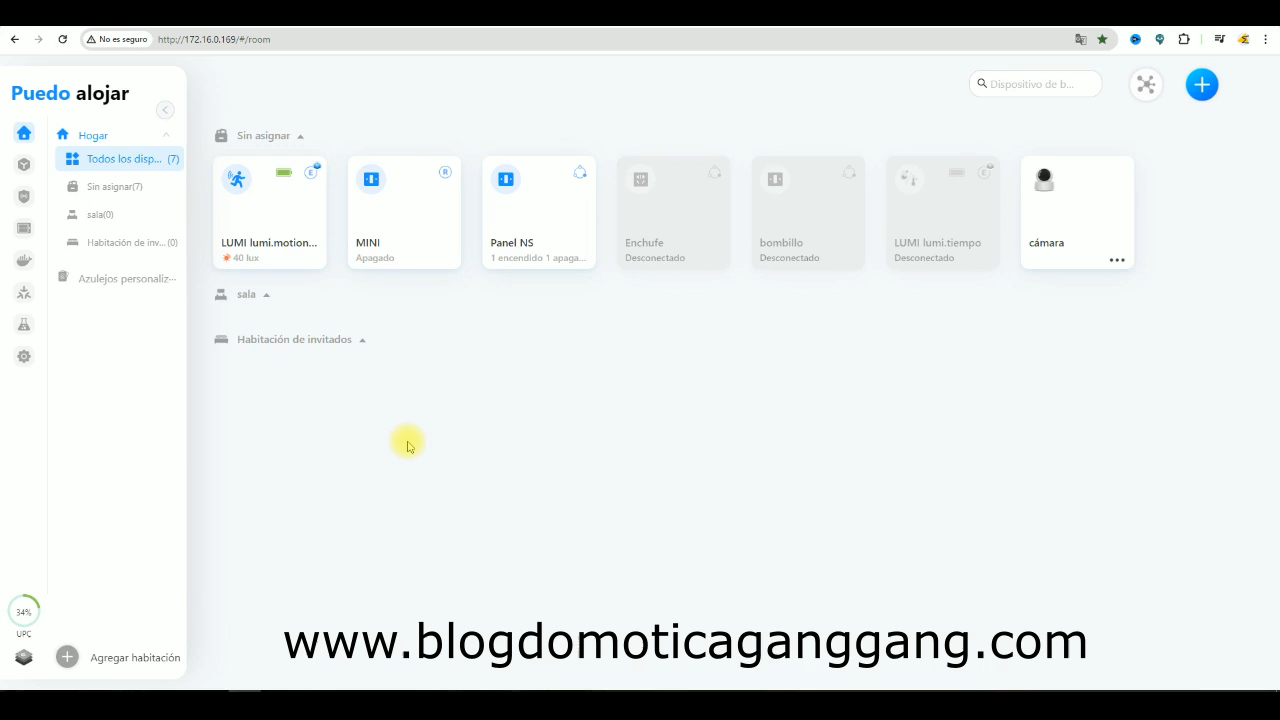 No es seguro
http://172.16.0.169/#/room
Puedo alojar
Dispositivo de b...
Hogar
Todos los disp... (7)
Sin asignar(7)
sala(0)
Habitación de inv... (0)
Azulejos personaliz...
Sin asignar
LUMI lumi.motion...
40 lux
E
MINI
Apagado
R
Panel NS
1 encendido 1 apaga...
Enchufe
Desconectado
bombillo
Desconectado
LUMI lumi.tiempo
Desconectado
E
cámara
sala
Habitación de invitados
34%
UPC
Agregar habitación
www.blogdomoticaganggang.com